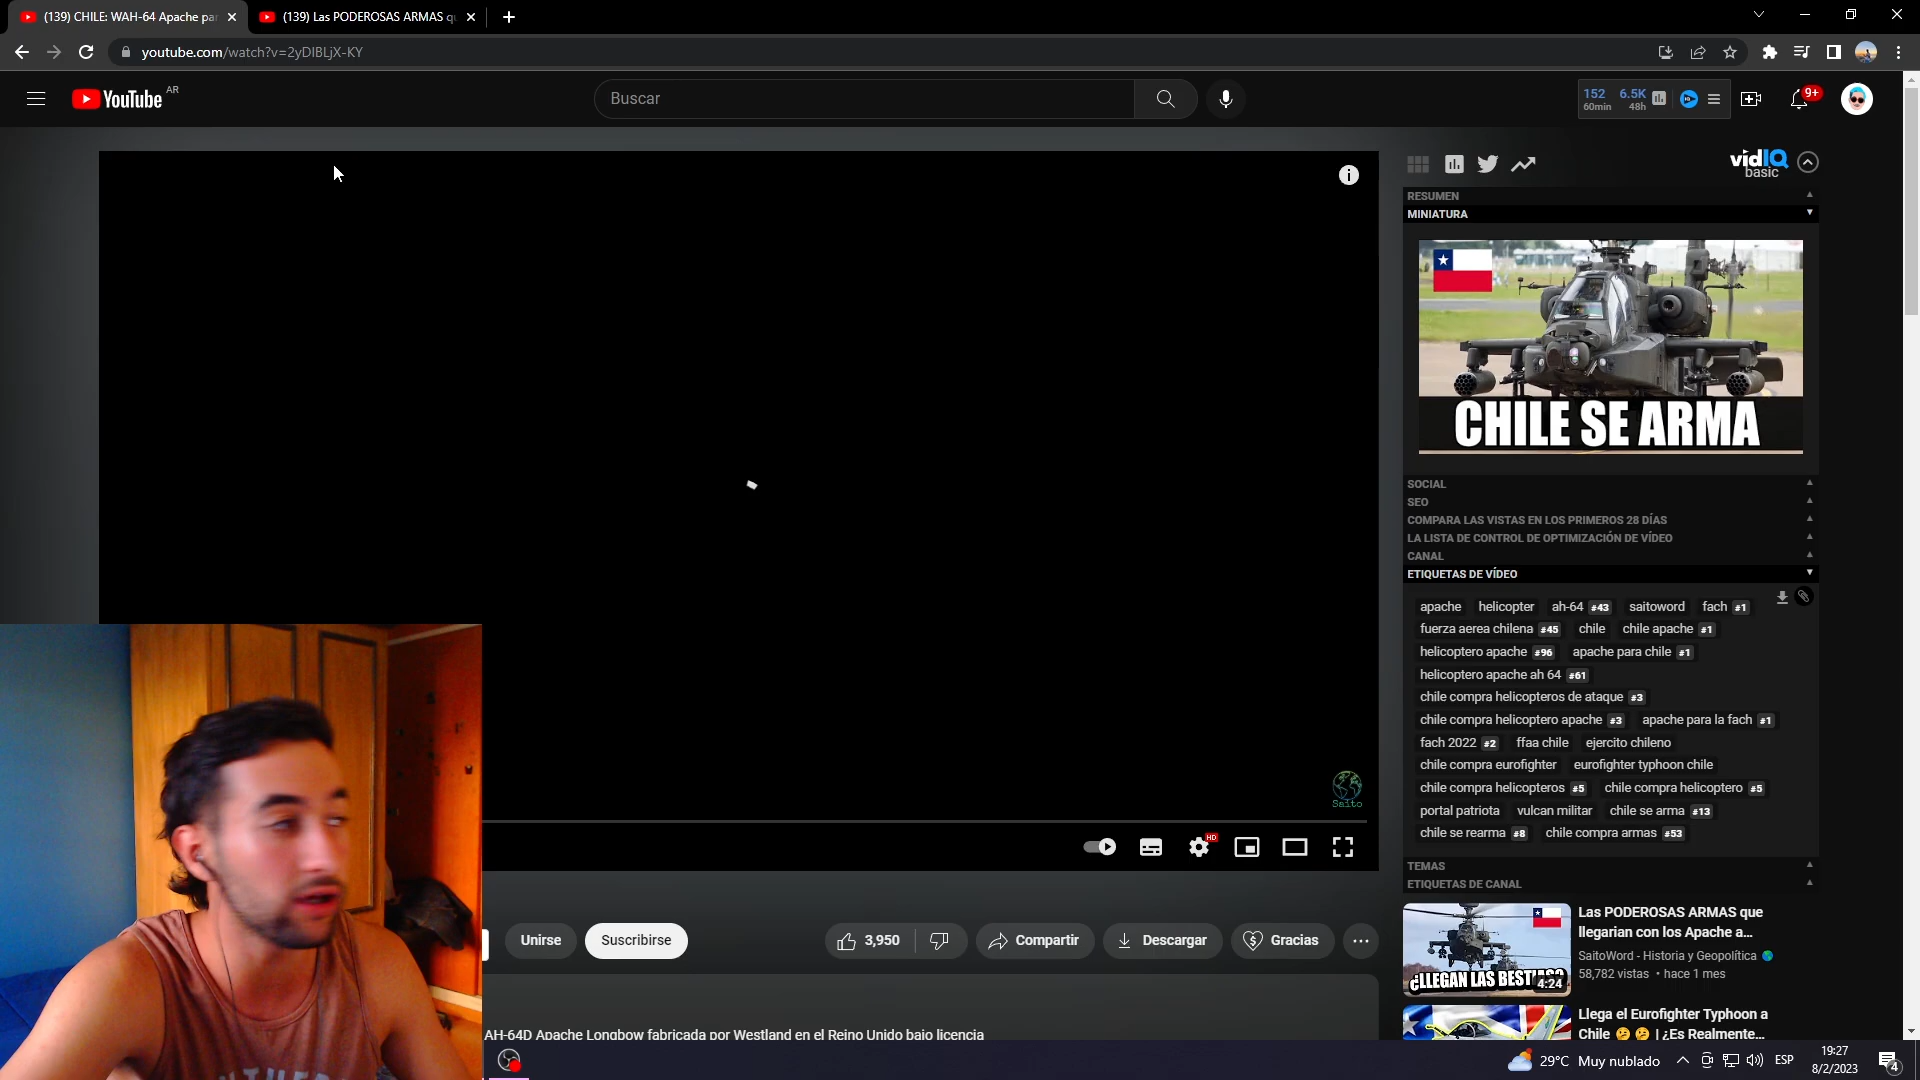 (139) CHILE: WAH-64 Apache par
(139) Las PODEROSAS ARMAS qu
youtube.com/watch?v=2yDIBLjX-KY
YouTube AR
Buscar
152 6.5K
60min 48h
9+
vidIQ
basic
RESUMEN
MINIATURA
CHILE SE ARMA
SOCIAL
SEO
COMPARA LAS VISTAS EN LOS PRIMEROS 28 DÍAS
LA LISTA DE CONTROL DE OPTIMIZACIÓN DE VÍDEO
CANAL
ETIQUETAS DE VÍDEO
apache helicopter ah-64 #43 saitoword fach #1
fuerza aerea chilena #45 chile chile apache #1
helicoptero apache #96 apache para chile #1
helicoptero apache ah 64 #61
chile compra helicopteros de ataque #3
chile compra helicoptero apache #3 apache para la fach #1
fach 2022 #2 ffaa chile ejercito chileno
chile compra eurofighter eurofighter typhoon chile
chile compra helicopteros #5 chile compra helicoptero #5
portal patriota vulcan militar chile se arma #13
chile se rearma #8 chile compra armas #53
TEMAS
ETIQUETAS DE CANAL
Saito
HD
Unirse Suscribirse 3,950 Compartir Descargar Gracias
AH-64D Apache Longbow fabricada por Westland en el Reino Unido bajo licencia
¿LLEGAN LAS BESTIAS?
4:24
Las PODEROSAS ARMAS que
llegarian con los Apache a...
SaitoWord - Historia y Geopolítica
58,782 vistas • hace 1 mes
Llega el Eurofighter Typhoon a
Chile 🤔 🤔 | ¿Es Realmente...
29°C Muy nublado ESP 19:27
8/2/2023
4